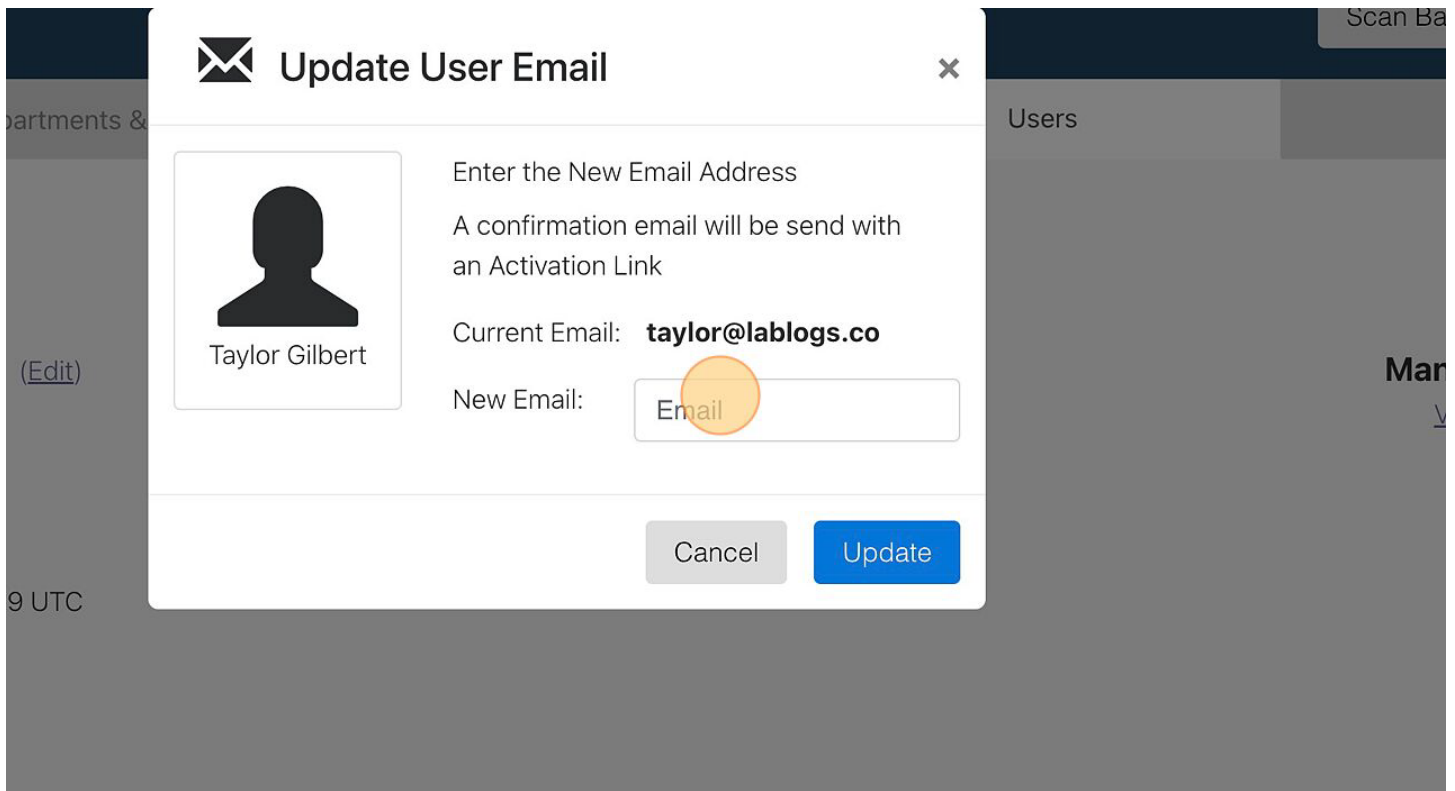 Scan Ba
Update User Email
×
partments &
Users
Enter the New Email Address
A confirmation email will be send with
an Activation Link
Current Email: taylor@lablogs.co
Taylor Gilbert
(Edit)
Man
New Email:
Email
V
Cancel
Update
9 UTC